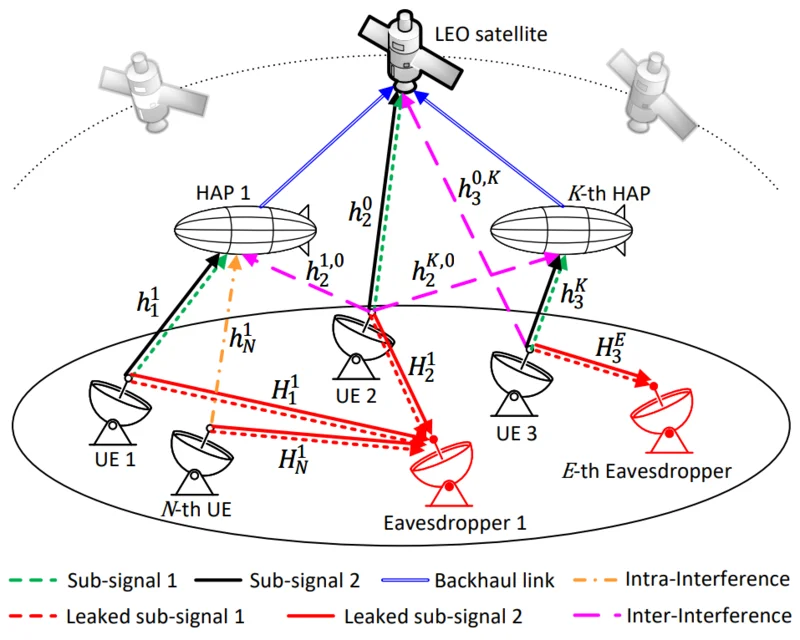 LEO satellite
HAP 1
K-th HAP
h_3^{0,K}
h_2^0
h_2^{1,0}
h_2^{K,0}
h_1^1
h_N^1
h_3^K
H_3^E
H_2^1
H_1^1
H_N^1
UE 1
UE 2
UE 3
N-th UE
Eavesdropper 1
E-th Eavesdropper
Sub-signal 1
Sub-signal 2
Backhaul link
Intra-Interference
Leaked sub-signal 1
Leaked sub-signal 2
Inter-Interference